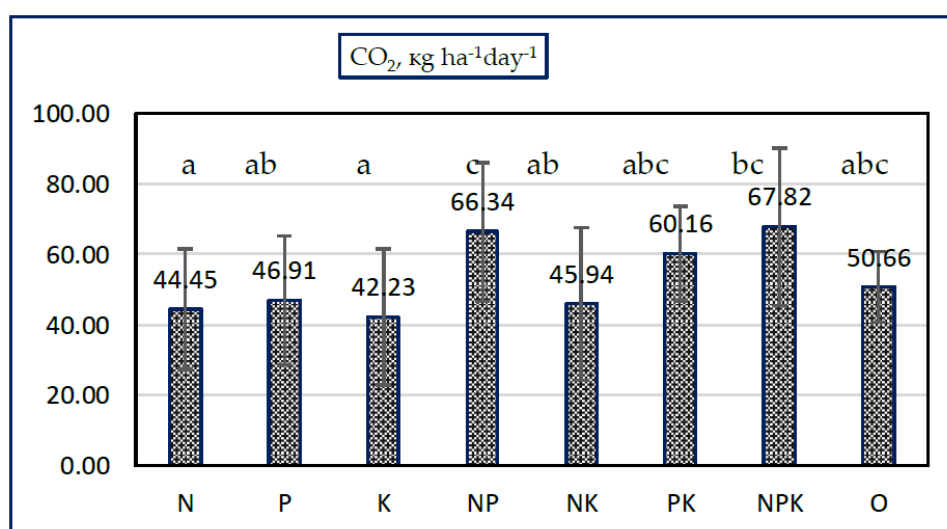 CO₂, кg ha⁻¹day⁻¹
100.00
a ab a c ab abc bc abc
80.00
66.34 67.82
60.16
60.00
44.45 46.91 42.23 45.94 50.66
40.00
20.00
0.00
N P K NP NK PK NPK O